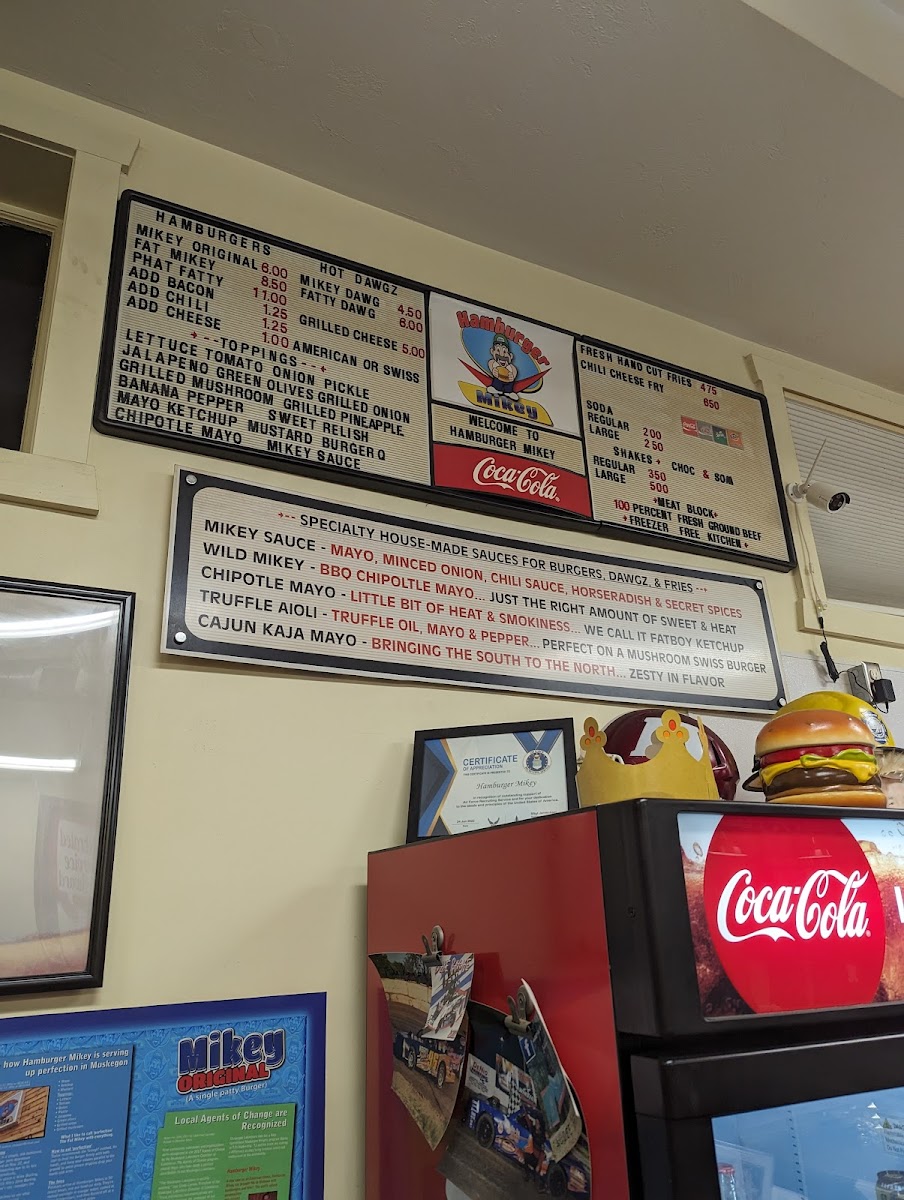 HAMBURGERS
MIKEY ORIGINAL 6.00
FAT MIKEY 8.50
PHAT FATTY 11.00
ADD BACON 1.25
ADD CHILI 1.25
ADD CHEESE 1.00
HOT DAWGZ
MIKEY DAWG 4.50
FATTY DAWG 6.00
GRILLED CHEESE 5.00
AMERICAN OR SWISS
+--TOPPINGS--+
LETTUCE TOMATO ONION PICKLE
JALAPENO GREEN OLIVES GRILLED ONION
GRILLED MUSHROOM GRILLED PINEAPPLE.
BANANA PEPPER SWEET RELISH
MAYO KETCHUP MUSTARD BURGER Q
CHIPOTLE MAYO MIKEY SAUCE
Hamburger
Mikey
WELCOME TO
HAMBURGER MIKEY
Coca-Cola
FRESH HAND CUT FRIES 475
CHILI CHEESE FRY 650
SODA
REGULAR 200
LARGE 250
SHAKES + CHOC & SOM
REGULAR 350
LARGE 500
+MEAT BLOCK+
100 PERCENT FRESH GROUND BEEF
+FREEZER FREE KITCHEN+
+-- SPECIALTY HOUSE-MADE SAUCES FOR BURGERS, DAWGZ, & FRIES --+
MIKEY SAUCE - MAYO, MINCED ONION, CHILI SAUCE, HORSERADISH & SECRET SPICES
WILD MIKEY - BBQ CHIPOLTLE MAYO... JUST THE RIGHT AMOUNT OF SWEET & HEAT
CHIPOTLE MAYO - LITTLE BIT OF HEAT & SMOKINESS... WE CALL IT FATBOY KETCHUP
TRUFFLE AIOLI - TRUFFLE OIL, MAYO & PEPPER... PERFECT ON A MUSHROOM SWISS BURGER
CAJUN KAJA MAYO - BRINGING THE SOUTH TO THE NORTH... ZESTY IN FLAVOR
CERTIFICATE
OF APPRECIATION
Hamburger Mikey
Coca-Cola
how Hamburger Mikey is serving
up perfection in Muskegon
Mikey
ORIGINAL
(A single patty Burger)
Local Agents of Change are
Recognized